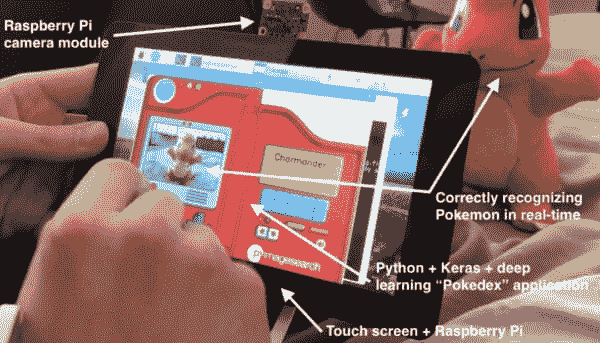 Raspberry Pi
camera module
Charmander
Correctly recognizing
Pokemon in real-time
pyimagesearch
Python + Keras + deep
learning “Pokedex” application
Touch screen + Raspberry Pi